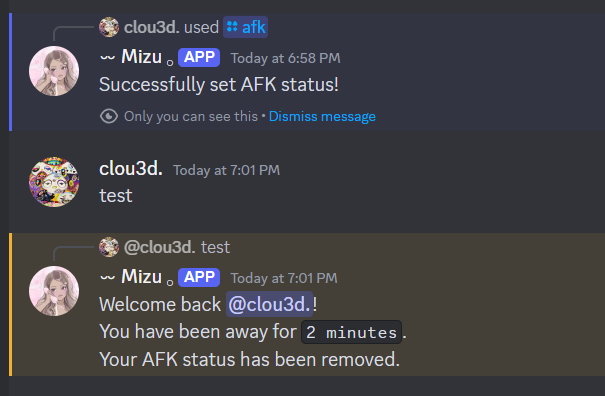 clou3d. used afk
~ Mizu 。 APP Today at 6:58 PM
Successfully set AFK status!
Only you can see this • Dismiss message
clou3d. Today at 7:01 PM
test
@clou3d. test
~ Mizu 。 APP Today at 7:01 PM
Welcome back @clou3d.!
You have been away for 2 minutes.
Your AFK status has been removed.